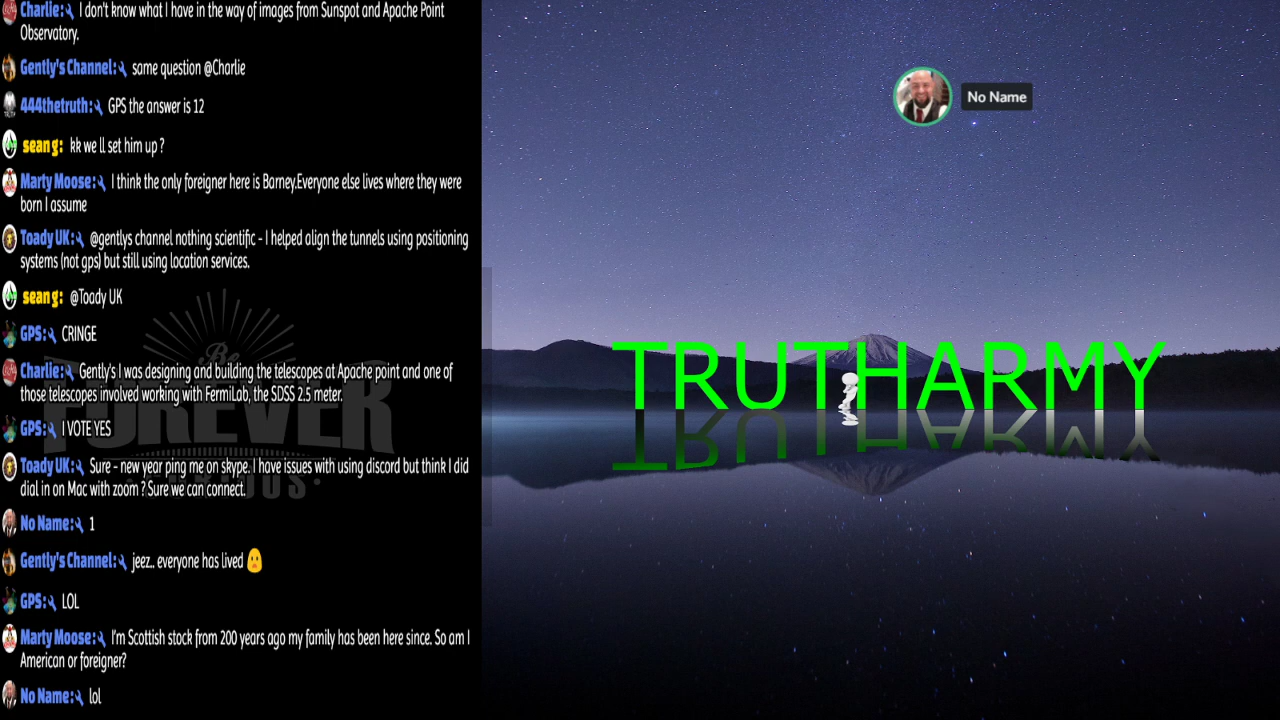 Charlie: I don't know what I have in the way of images from Sunspot and Apache Point
Observatory.
Gently's Channel: same question @Charlie
444thetruth: GPS the answer is 12
sean g: kk we ll set him up ?
Marty Moose: I think the only foreigner here is Barney.Everyone else lives where they were
born I assume
Toady UK: @gentlys channel nothing scientific - I helped align the tunnels using positioning
systems (not gps) but still using location services.
sean g: @Toady UK
GPS: CRINGE
Charlie: Gently's I was designing and building the telescopes at Apache point and one of
those telescopes involved working with FermiLab, the SDSS 2.5 meter.
GPS: I VOTE YES
Toady UK: Sure - new year ping me on skype. I have issues with using discord but think I did
dial in on Mac with zoom ? Sure we can connect.
No Name: 1
Gently's Channel: jeez.. everyone has lived
GPS: LOL
Marty Moose: I'm Scottish stock from 200 years ago my family has been here since. So am I
American or foreigner?
No Name: lol
Be
FOREVER
No Name
TRUTHARMY